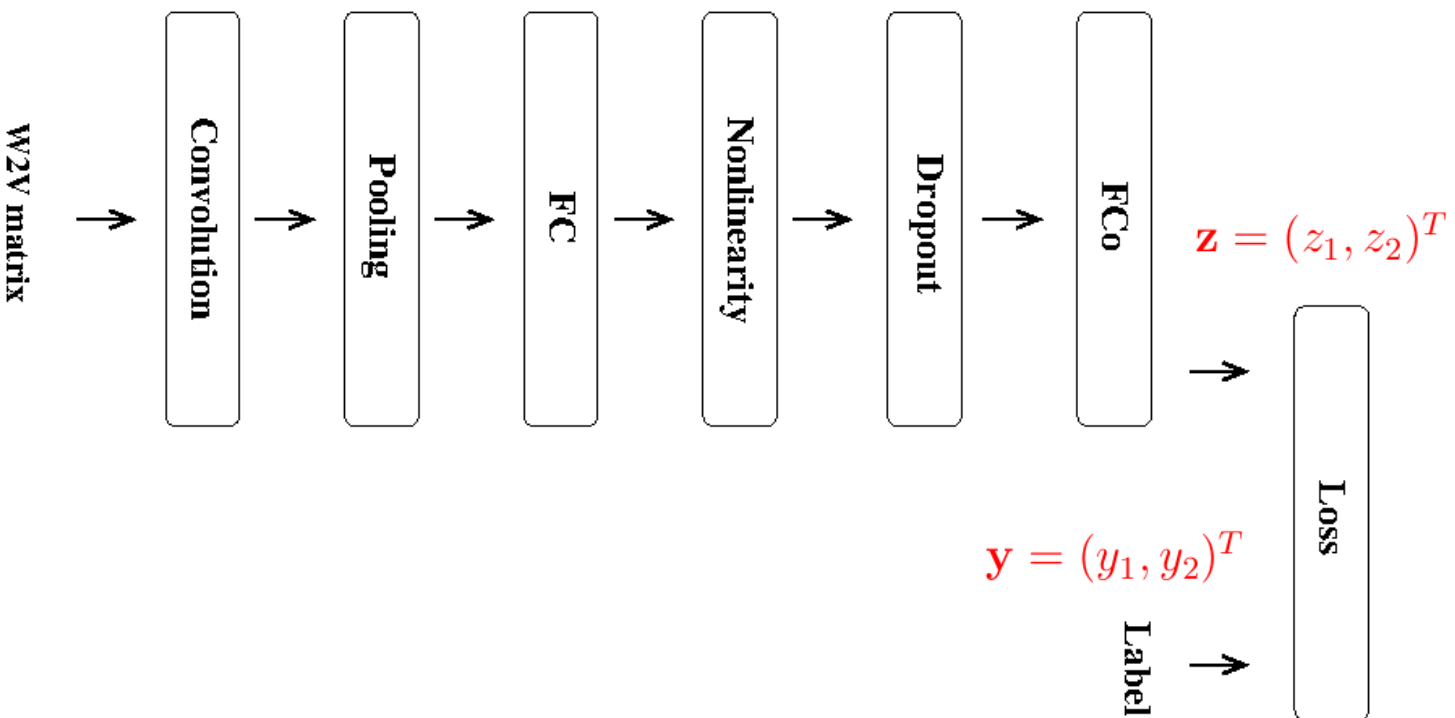 W2V matrix
Convolution
Pooling
FC
Nonlinearity
Dropout
FCo
z = (z₁, z₂)ᵀ
Loss
y = (y₁, y₂)ᵀ
Label